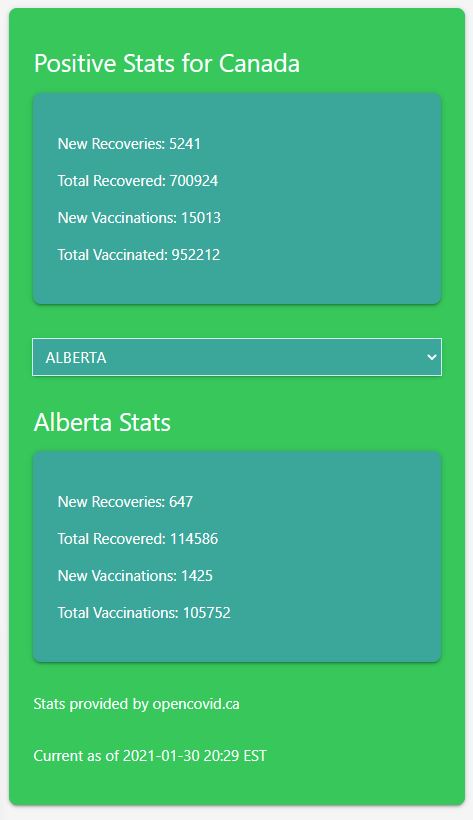 Positive Stats for Canada
New Recoveries: 5241
Total Recovered: 700924
New Vaccinations: 15013
Total Vaccinated: 952212
ALBERTA
Alberta Stats
New Recoveries: 647
Total Recovered: 114586
New Vaccinations: 1425
Total Vaccinations: 105752
Stats provided by opencovid.ca
Current as of 2021-01-30 20:29 EST